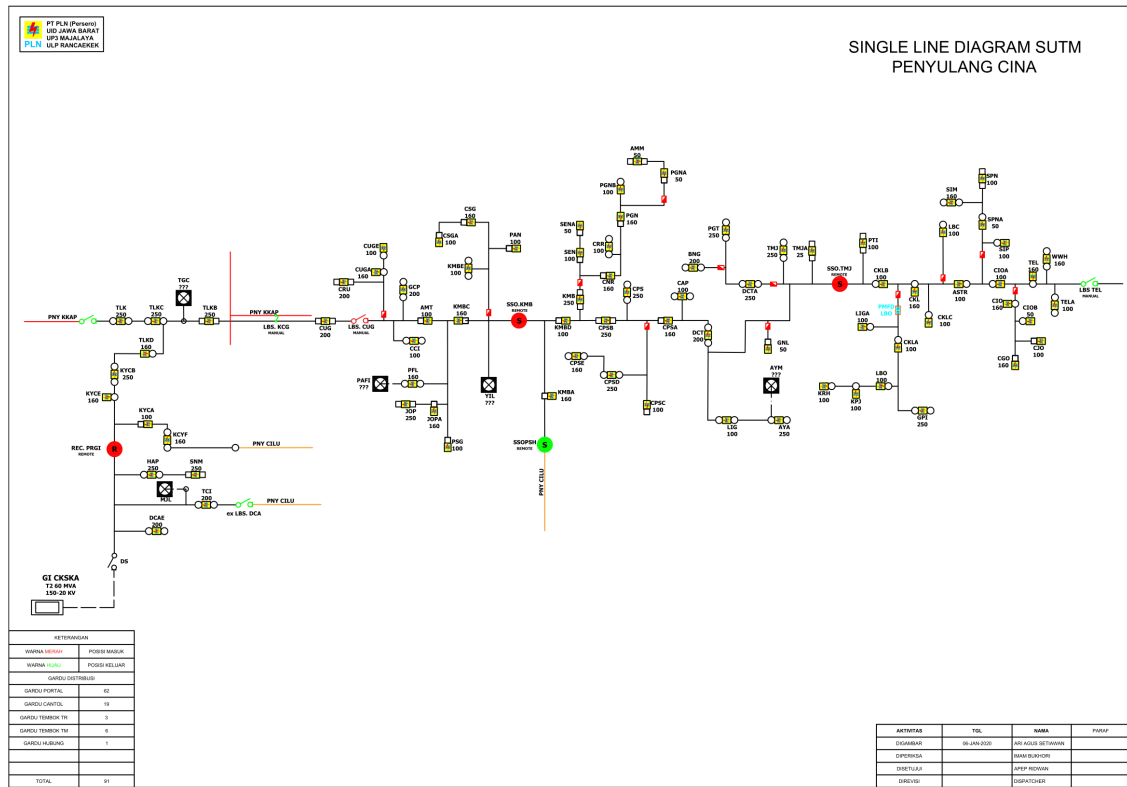 PT PLN (Persero)
UID JAWA BARAT
UP3 MAJALAYA
PLN ULP RANCAEKEK
SINGLE LINE DIAGRAM SUTM
PENYULANG CINA
AMM
50
PGNA
50
PGNB
100
PGN
160
SPN
100
SIM
160
SPNA
50
SIP
100
LBC
100
CSG
160
CSGA
100
PAN
100
KMBE
100
SENA
50
SEN
100
CRR
100
CNR
160
PGT
250
BNG
200
DCTA
250
TMJ
250
TMJA
25
PTI
100
CUGE
100
CUGA
160
CRU
200
GCP
200
KMB
CPS
250
CAP
100
SSO.TMJ
REMOTE
CKLB
100
CKL
160
ASTR
100
CIOA
100
TEL
160
WWH
160
LBS TEL
MANUAL
TGC
???
PNY KKAP
TLK
250
TLKC
250
TLKB
250
PNY KKAP
LBS. KCG
MANUAL
CUG
200
LBS. CUG
MANUAL
AMT
100
KMBC
160
SSO.KMB
REMOTE
S
KMBD
100
CPSB
250
CPSA
160
DCT
200
S
GNL
50
LIGA
100
PMFO
LBO
CKLC
100
CKLA
100
CIO
CIOB
50
TELA
100
CJO
100
CGO
160
TLKD
160
KYCB
250
KYCE
160
KYCA
100
KCYF
160
PNY CILU
REC. PRGI
REMOTE
R
HAP
250
SNM
250
MJL
TCI
200
ex LBS. DCA
PNY CILU
DCAE
200
DS
GI CKSKA
T2 60 MVA
150-20 KV
CCI
100
PAFI
???
PFL
160
JOP
250
JOPA
160
PSG
100
YIL
???
KMBA
160
SSOPSH
REMOTE
S
PNY CILU
CPSE
160
CPSD
250
CPSC
100
AYM
???
LIG
100
AYA
250
KRH
100
KPJ
100
LBO
100
GPI
250
KETERANGAN
WARNA MERAH POSISI MASUK
WARNA HIJAU POSISI KELUAR
GARDU DISTRIBUSI
GARDU PORTAL 62
GARDU CANTOL 19
GARDU TEMBOK TR 3
GARDU TEMBOK TM 6
GARDU HUBUNG 1
TOTAL 91
AKTIVITAS TGL NAMA PARAF
DIGAMBAR 06-JAN-2020 ARI AGUS SETIAWAN
DIPERIKSA IMAM BUKHORI
DISETUJUI APEP RIDWAN
DIREVISI DISPATCHER